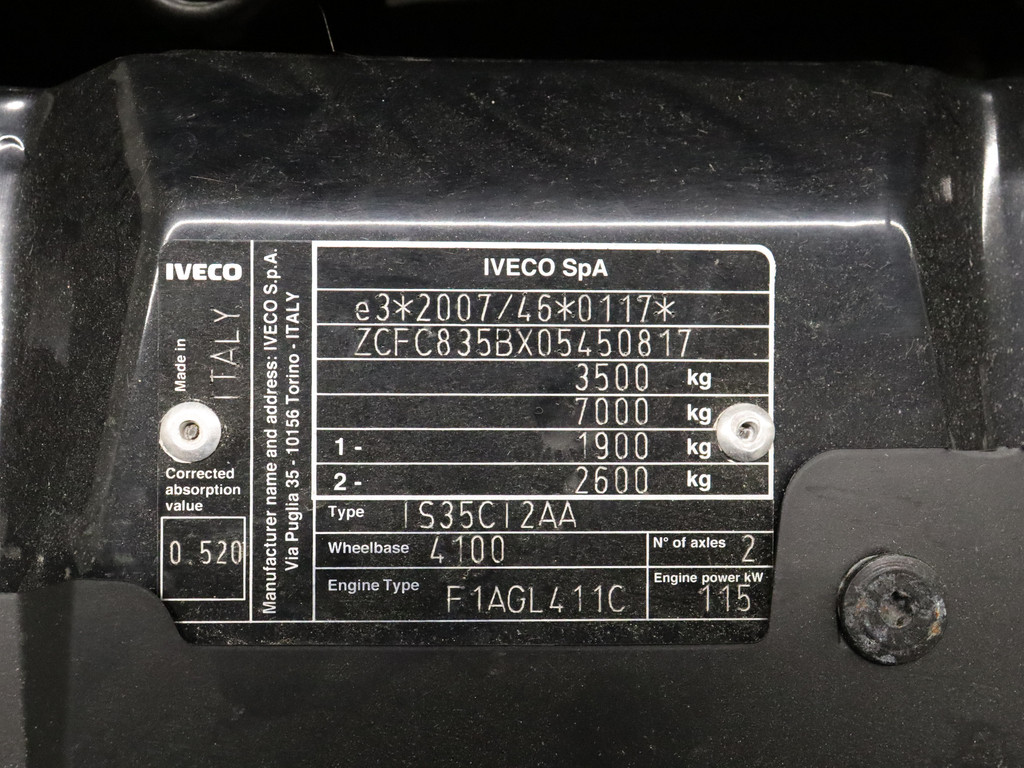 IVECO
Made in
ITALY
Corrected
absorption
value
0.520
Manufacturer name and address: IVECO S.p.A.
Via Puglia 35 - 10156 Torino - ITALY
IVECO SpA
e3*2007/46*0117*
ZCFC835BX05450817
3500 kg
7000 kg
1 - 1900 kg
2 - 2600 kg
Type IS35CI2AA
Wheelbase 4100
N° of axles 2
Engine Type F1AGL411C
Engine power kW
115